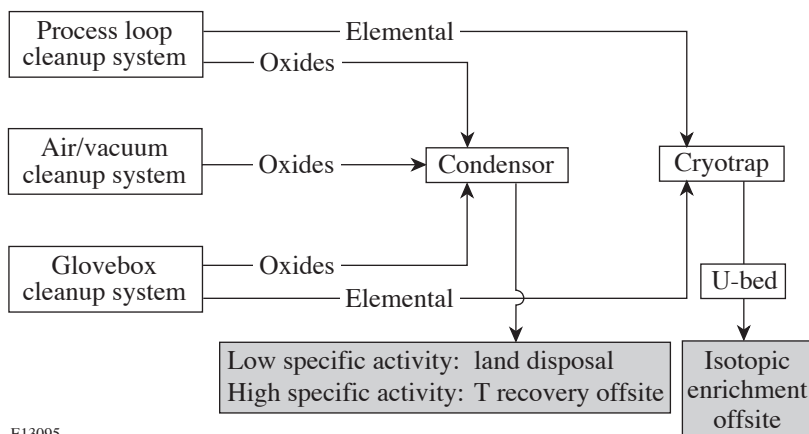 Process loop
cleanup system
Elemental
Oxides
Air/vacuum
cleanup system
Oxides
Condensor
Cryotrap
Glovebox
cleanup system
Oxides
Elemental
U-bed
Low specific activity: land disposal
High specific activity: T recovery offsite
Isotopic
enrichment
offsite
E13095